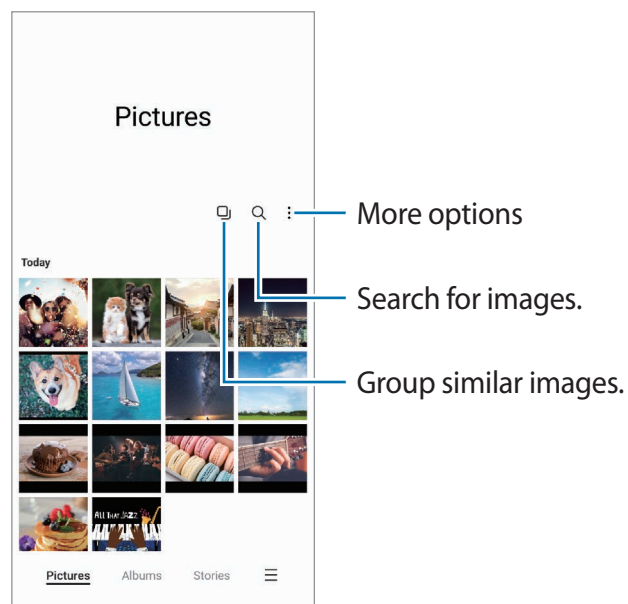 Pictures
More options
Today
Search for images.
Group similar images.
ALL THAT JAZZ
Pictures Albums Stories